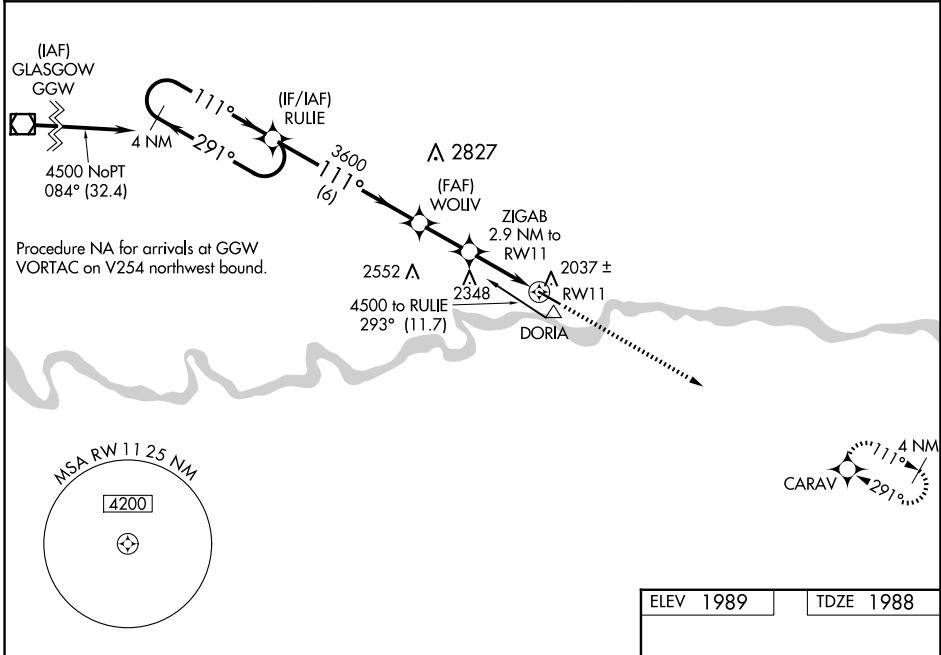 (IAF)
GLASGOW
GGW
4500 NoPT
084° (32.4)
111°
4 NM
291°
(IF/IAF)
RULIE
3600
111°
(6)
2827
(FAF)
WOLIV
ZIGAB
2.9 NM to
RW11
Procedure NA for arrivals at GGW
VORTAC on V254 northwest bound.
2552
2348
2037 ±
RW11
4500 to RULIE
293° (11.7)
DORIA
MSA RW 11 25 NM
4200
4 NM
111°
CARAV
291°
ELEV 1989
TDZE 1988